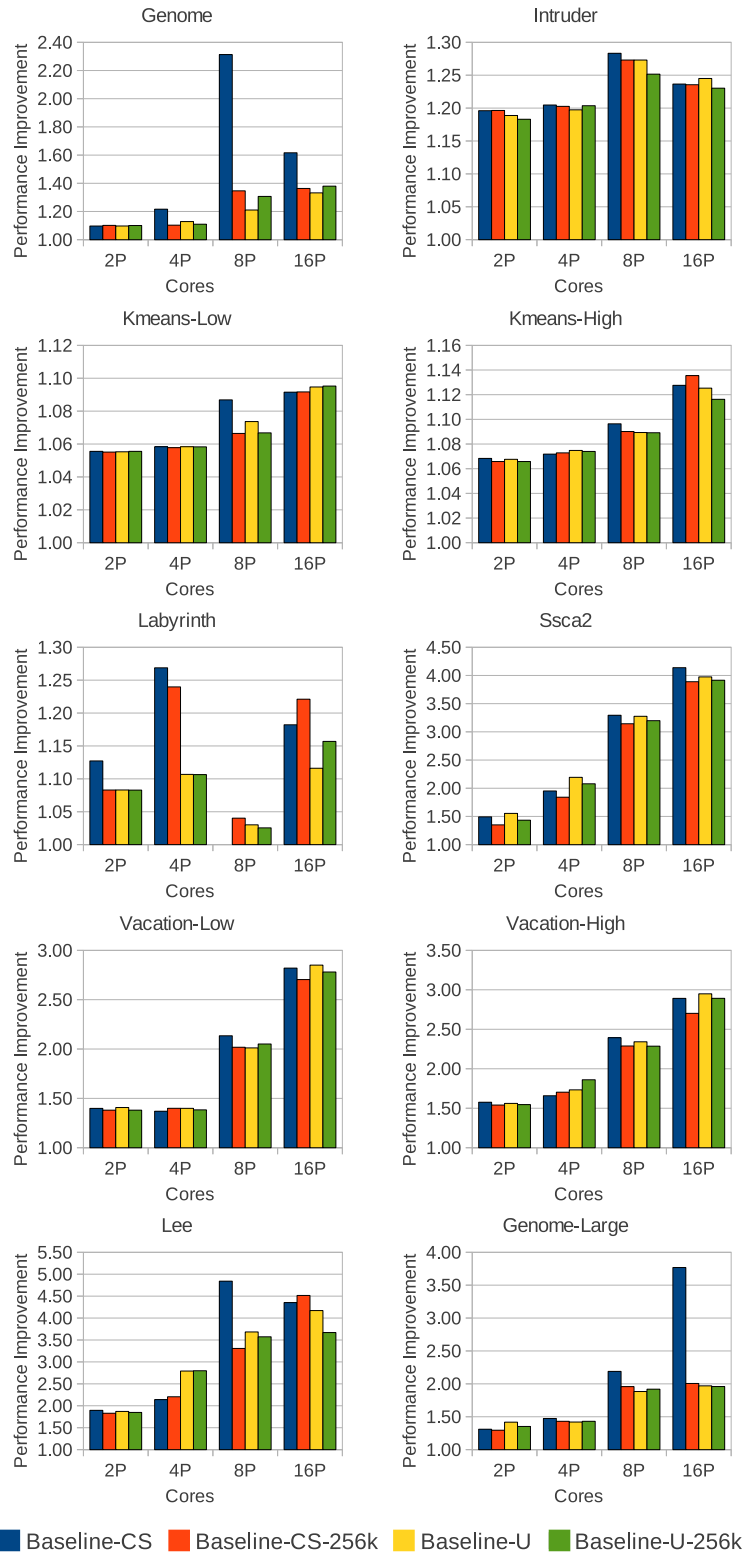 Genome
Performance Improvement
2.40
2.20
2.00
1.80
1.60
1.40
1.20
1.00
2P 4P 8P 16P
Cores
Intruder
Performance Improvement
1.30
1.25
1.20
1.15
1.10
1.05
1.00
2P 4P 8P 16P
Cores
Kmeans-Low
Performance Improvement
1.12
1.10
1.08
1.06
1.04
1.02
1.00
2P 4P 8P 16P
Cores
Kmeans-High
Performance Improvement
1.16
1.14
1.12
1.10
1.08
1.06
1.04
1.02
1.00
2P 4P 8P 16P
Cores
Labyrinth
Performance Improvement
1.30
1.25
1.20
1.15
1.10
1.05
1.00
2P 4P 8P 16P
Cores
Ssca2
Performance Improvement
4.50
4.00
3.50
3.00
2.50
2.00
1.50
1.00
2P 4P 8P 16P
Cores
Vacation-Low
Performance Improvement
3.00
2.50
2.00
1.50
1.00
2P 4P 8P 16P
Cores
Vacation-High
Performance Improvement
3.50
3.00
2.50
2.00
1.50
1.00
2P 4P 8P 16P
Cores
Lee
Performance Improvement
5.50
5.00
4.50
4.00
3.50
3.00
2.50
2.00
1.50
1.00
2P 4P 8P 16P
Cores
Genome-Large
Performance Improvement
4.00
3.50
3.00
2.50
2.00
1.50
1.00
2P 4P 8P 16P
Cores
Baseline-CS Baseline-CS-256k Baseline-U Baseline-U-256k